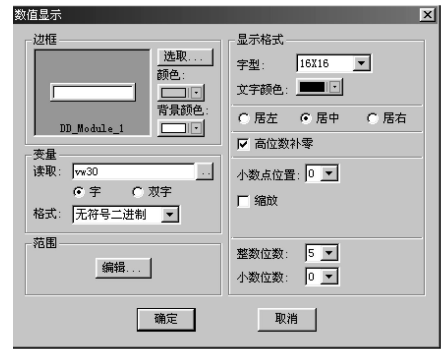 数值显示
边框
选取...
颜色:
背景颜色:
DD_Module_1
变量
读取: vw30 ..
字 双字
格式: 无符号二进制
范围
编辑...
显示格式
字型: 16X16
文字颜色:
居左 居中 居右
高位数补零
小数点位置: 0
缩放
整数位数: 5
小数位数: 0
确定 取消